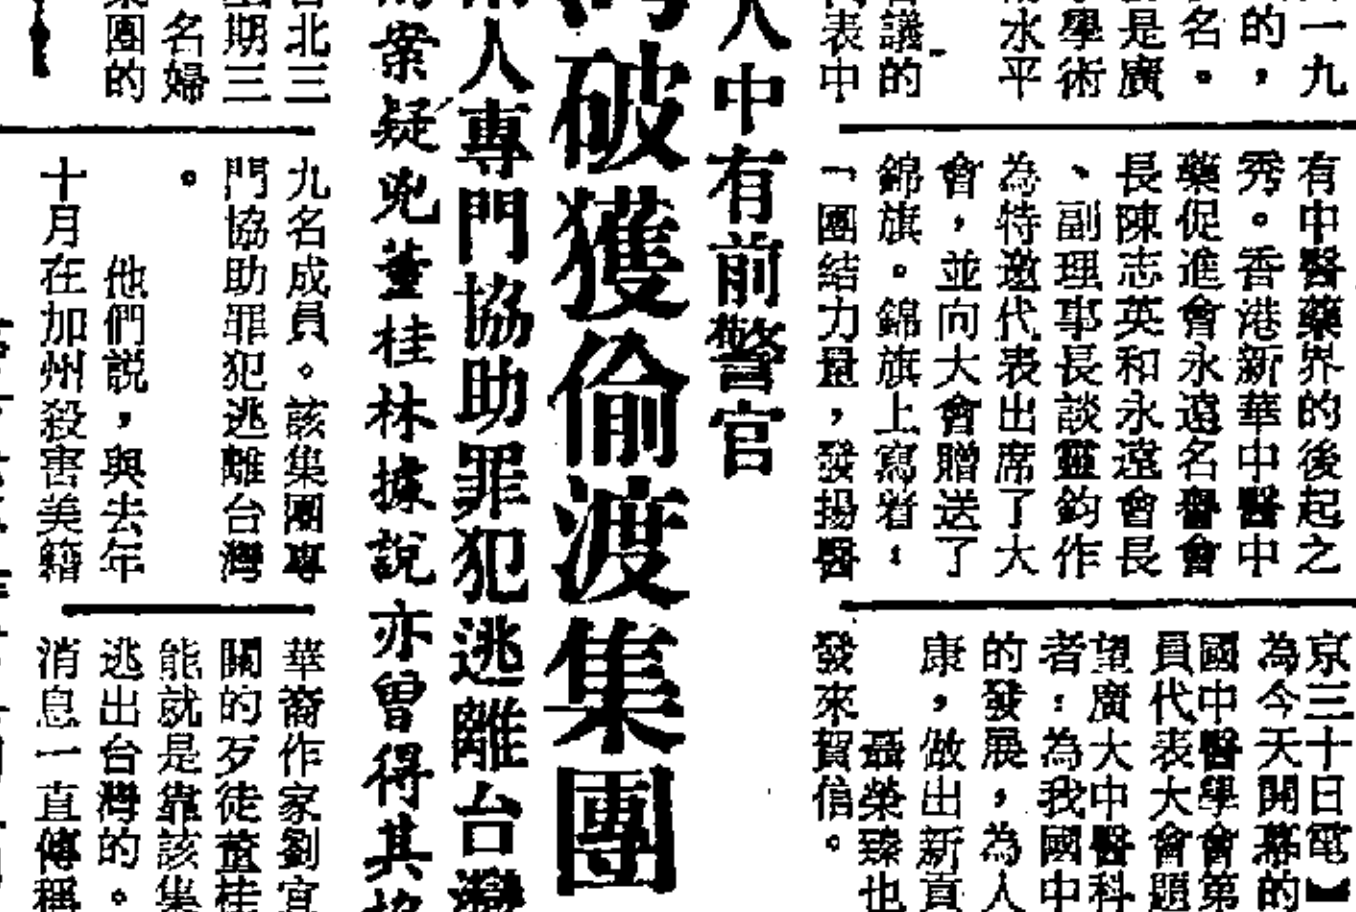 一九
的，
名。
是廣
學術
水平
議的
表中
有中醫藥界的後起之
秀。香港新華中醫中
藥促進會永遠名譽會
長陳志英和永遠會長
、副理事長談靈鈞作
為特邀代表出席了大
會，並向大會贈送了
錦旗。錦旗上寫着：
「團結力量，發揚醫
京三十日電】
為今天開幕的
國中醫學會第
員代表大會題
望廣大中醫科
者：為我國中
的發展，為人
康，做出新貢
聶榮臻也
發來賀信。
人中有前警官
破獲偷渡集團
人專門協助罪犯逃離台灣
案疑兇董桂林據說亦曾得其協
北三
期三
名婦
團的
九名成員。該集團專
門協助罪犯逃離台灣
。
他們説，與去年
十月在加州殺害美籍
華裔作家劉宜
關的歹徒董桂
能就是靠該集
逃出台灣的。
消息一直傳稱